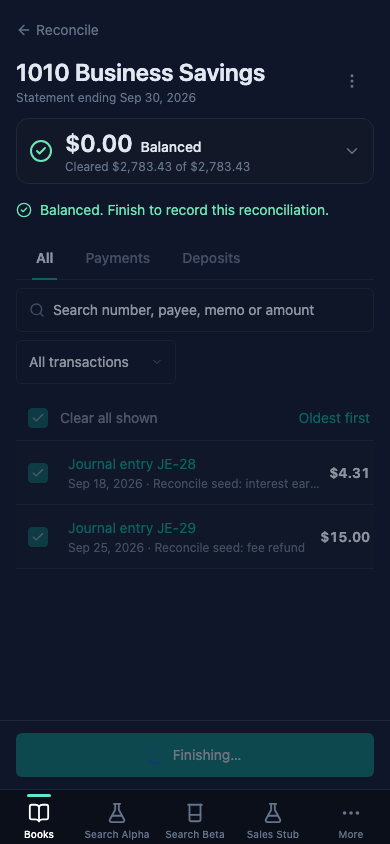 Reconcile
1010 Business Savings
Statement ending Sep 30, 2026
$0.00 Balanced
Cleared $2,783.43 of $2,783.43
Balanced. Finish to record this reconciliation.
All Payments Deposits
Search number, payee, memo or amount
All transactions
Clear all shown Oldest first
Journal entry JE-28
Sep 18, 2026 · Reconcile seed: interest ear... $4.31
Journal entry JE-29
Sep 25, 2026 · Reconcile seed: fee refund $15.00
Finishing...
Books Search Alpha Search Beta Sales Stub More